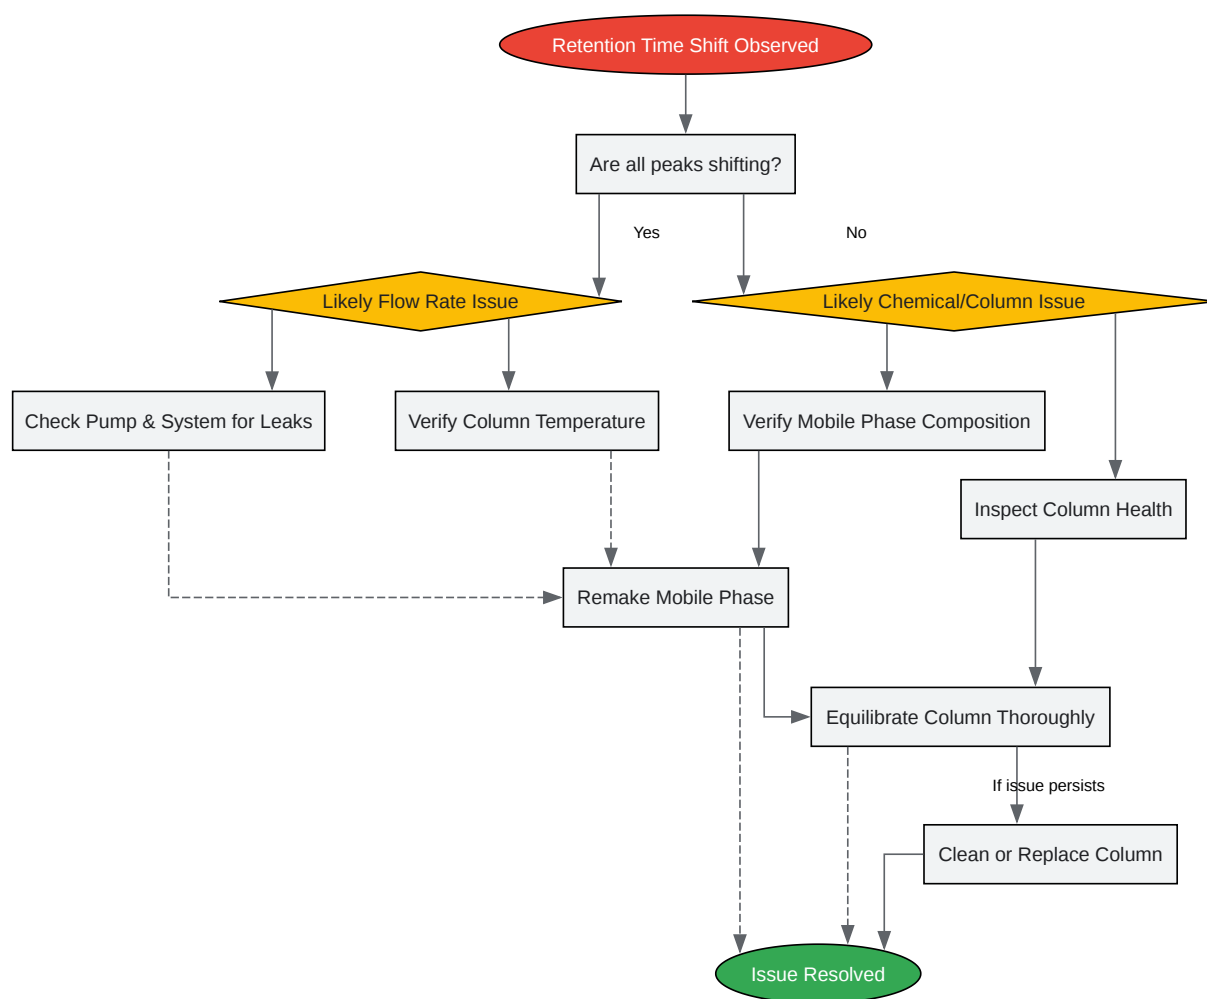 Retention Time Shift Observed
Are all peaks shifting?
Yes
No
Likely Flow Rate Issue
Likely Chemical/Column Issue
Check Pump & System for Leaks
Verify Column Temperature
Verify Mobile Phase Composition
Inspect Column Health
Remake Mobile Phase
Equilibrate Column Thoroughly
If issue persists
Clean or Replace Column
Issue Resolved